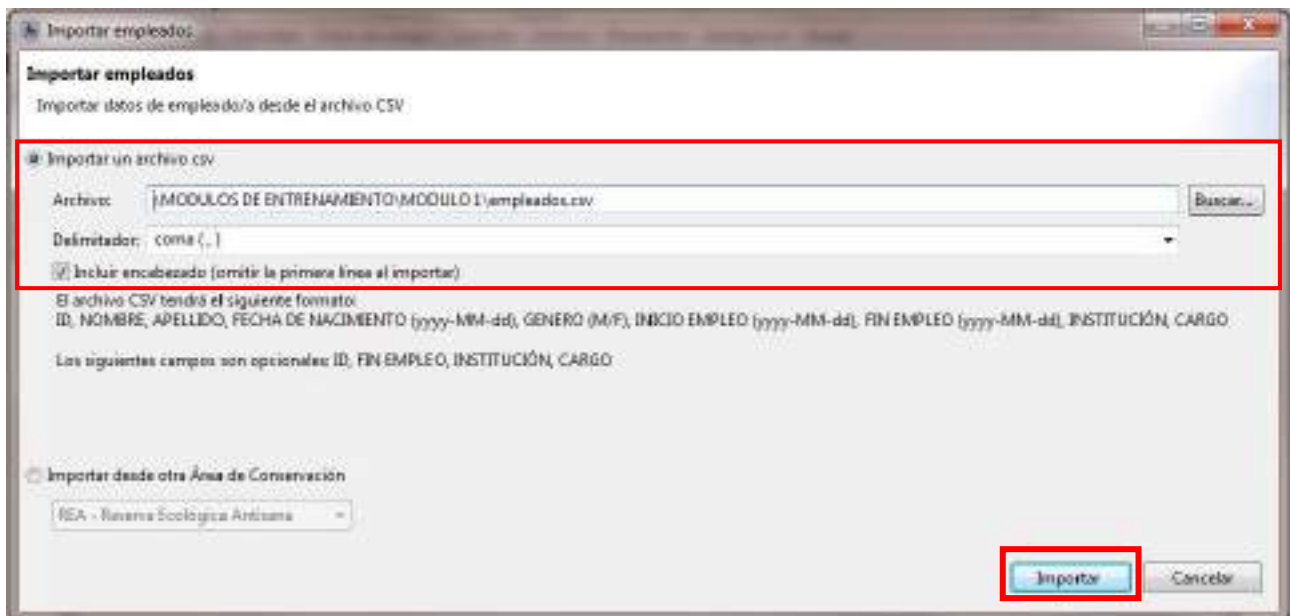 Importar empleados
Importar empleados
Importar datos de empleado/a desde el archivo CSV
Importar un archivo csv
Archivo: \MODULOS DE ENTRENAMIENTO\MODULO 1\empleados.csv Buscar...
Delimitador: coma (,)
Incluir encabezado (omitir la primera línea al importar)
El archivo CSV tendrá el siguiente formato:
ID, NOMBRE, APELLIDO, FECHA DE NACIMIENTO (yyyy-MM-dd), GENERO (M/F), INICIO EMPLEO (yyyy-MM-dd), FIN EMPLEO (yyyy-MM-dd), INSTITUCIÓN, CARGO
Los siguientes campos son opcionales: ID, FIN EMPLEO, INSTITUCIÓN, CARGO
Importar desde otra Área de Conservación
REA - Reserva Ecologica Antisana
Importar Cancelar